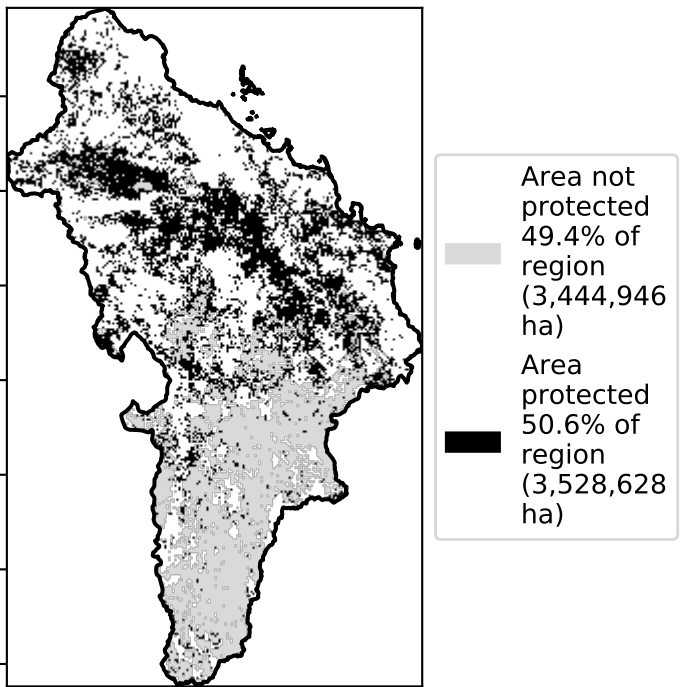 Area not
protected
49.4% of
region
(3,444,946
ha)
Area
protected
50.6% of
region
(3,528,628
ha)